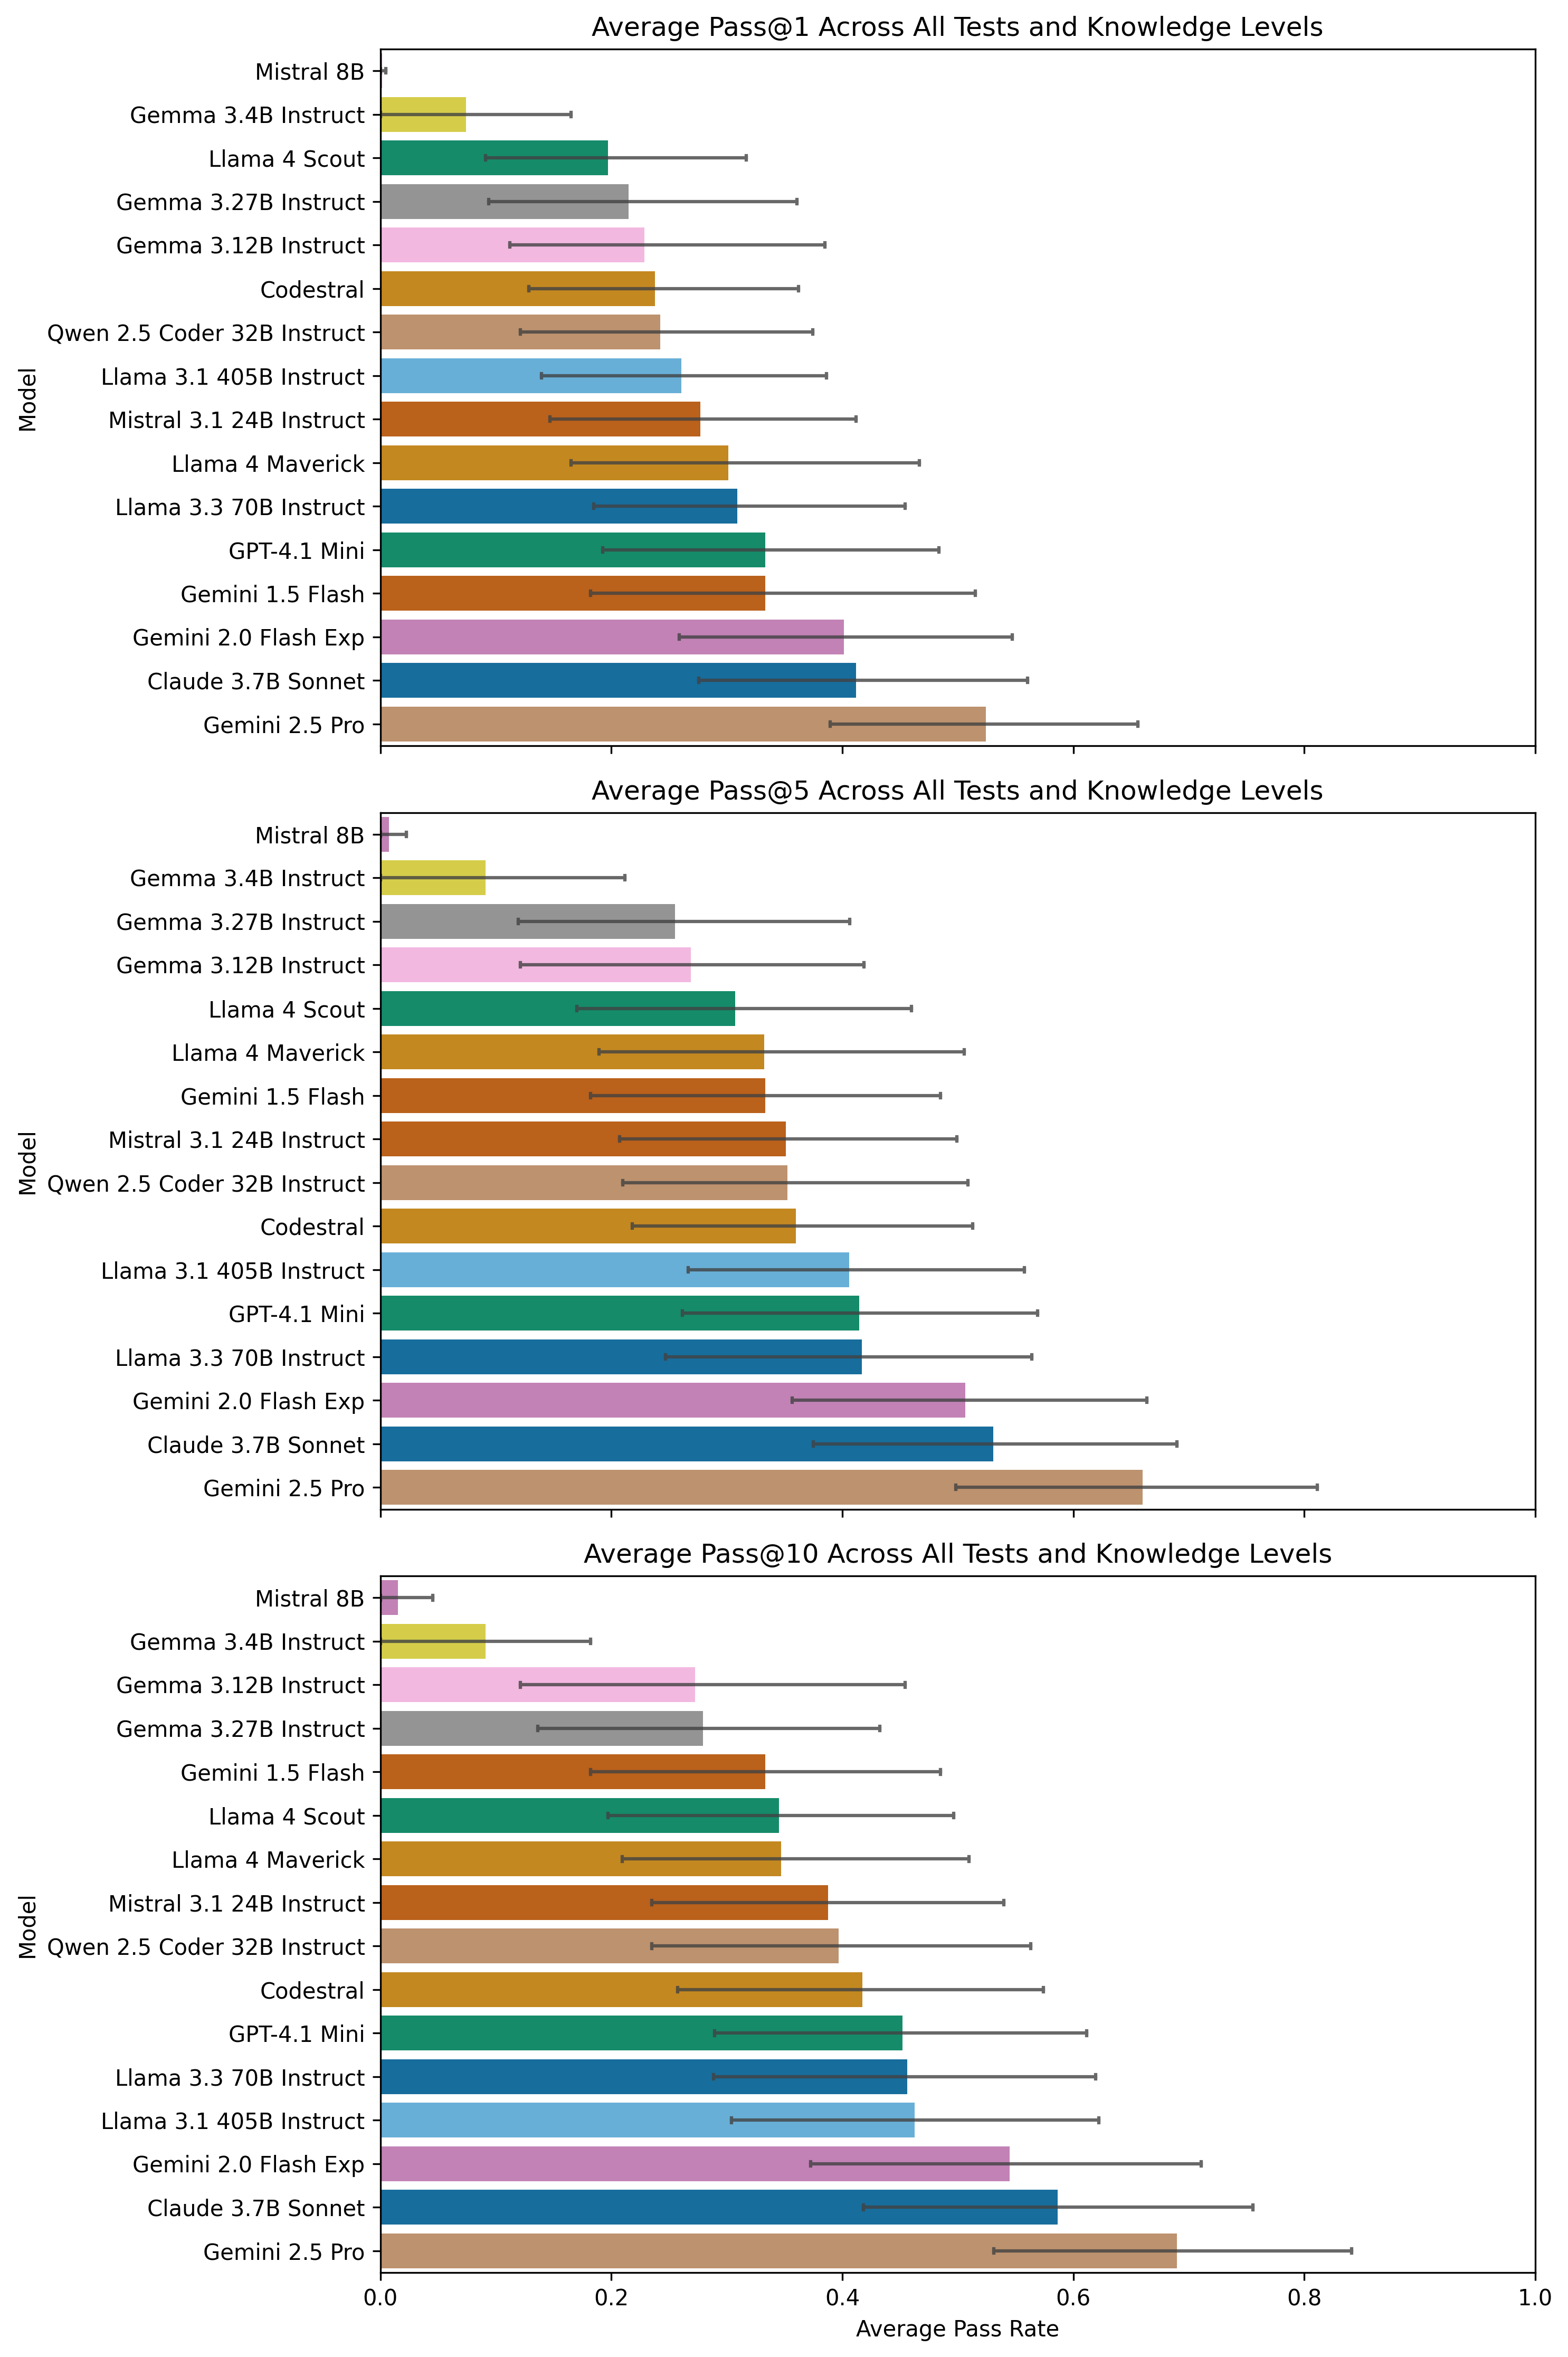 Average Pass@1 Across All Tests and Knowledge Levels
Model
Mistral 8B
Gemma 3.4B Instruct
Llama 4 Scout
Gemma 3.27B Instruct
Gemma 3.12B Instruct
Codestral
Qwen 2.5 Coder 32B Instruct
Llama 3.1 405B Instruct
Mistral 3.1 24B Instruct
Llama 4 Maverick
Llama 3.3 70B Instruct
GPT-4.1 Mini
Gemini 1.5 Flash
Gemini 2.0 Flash Exp
Claude 3.7B Sonnet
Gemini 2.5 Pro
Average Pass@5 Across All Tests and Knowledge Levels
Model
Mistral 8B
Gemma 3.4B Instruct
Gemma 3.27B Instruct
Gemma 3.12B Instruct
Llama 4 Scout
Llama 4 Maverick
Gemini 1.5 Flash
Mistral 3.1 24B Instruct
Qwen 2.5 Coder 32B Instruct
Codestral
Llama 3.1 405B Instruct
GPT-4.1 Mini
Llama 3.3 70B Instruct
Gemini 2.0 Flash Exp
Claude 3.7B Sonnet
Gemini 2.5 Pro
Average Pass@10 Across All Tests and Knowledge Levels
Model
Mistral 8B
Gemma 3.4B Instruct
Gemma 3.12B Instruct
Gemma 3.27B Instruct
Gemini 1.5 Flash
Llama 4 Scout
Llama 4 Maverick
Mistral 3.1 24B Instruct
Qwen 2.5 Coder 32B Instruct
Codestral
GPT-4.1 Mini
Llama 3.3 70B Instruct
Llama 3.1 405B Instruct
Gemini 2.0 Flash Exp
Claude 3.7B Sonnet
Gemini 2.5 Pro
0.0 0.2 0.4 0.6 0.8 1.0
Average Pass Rate